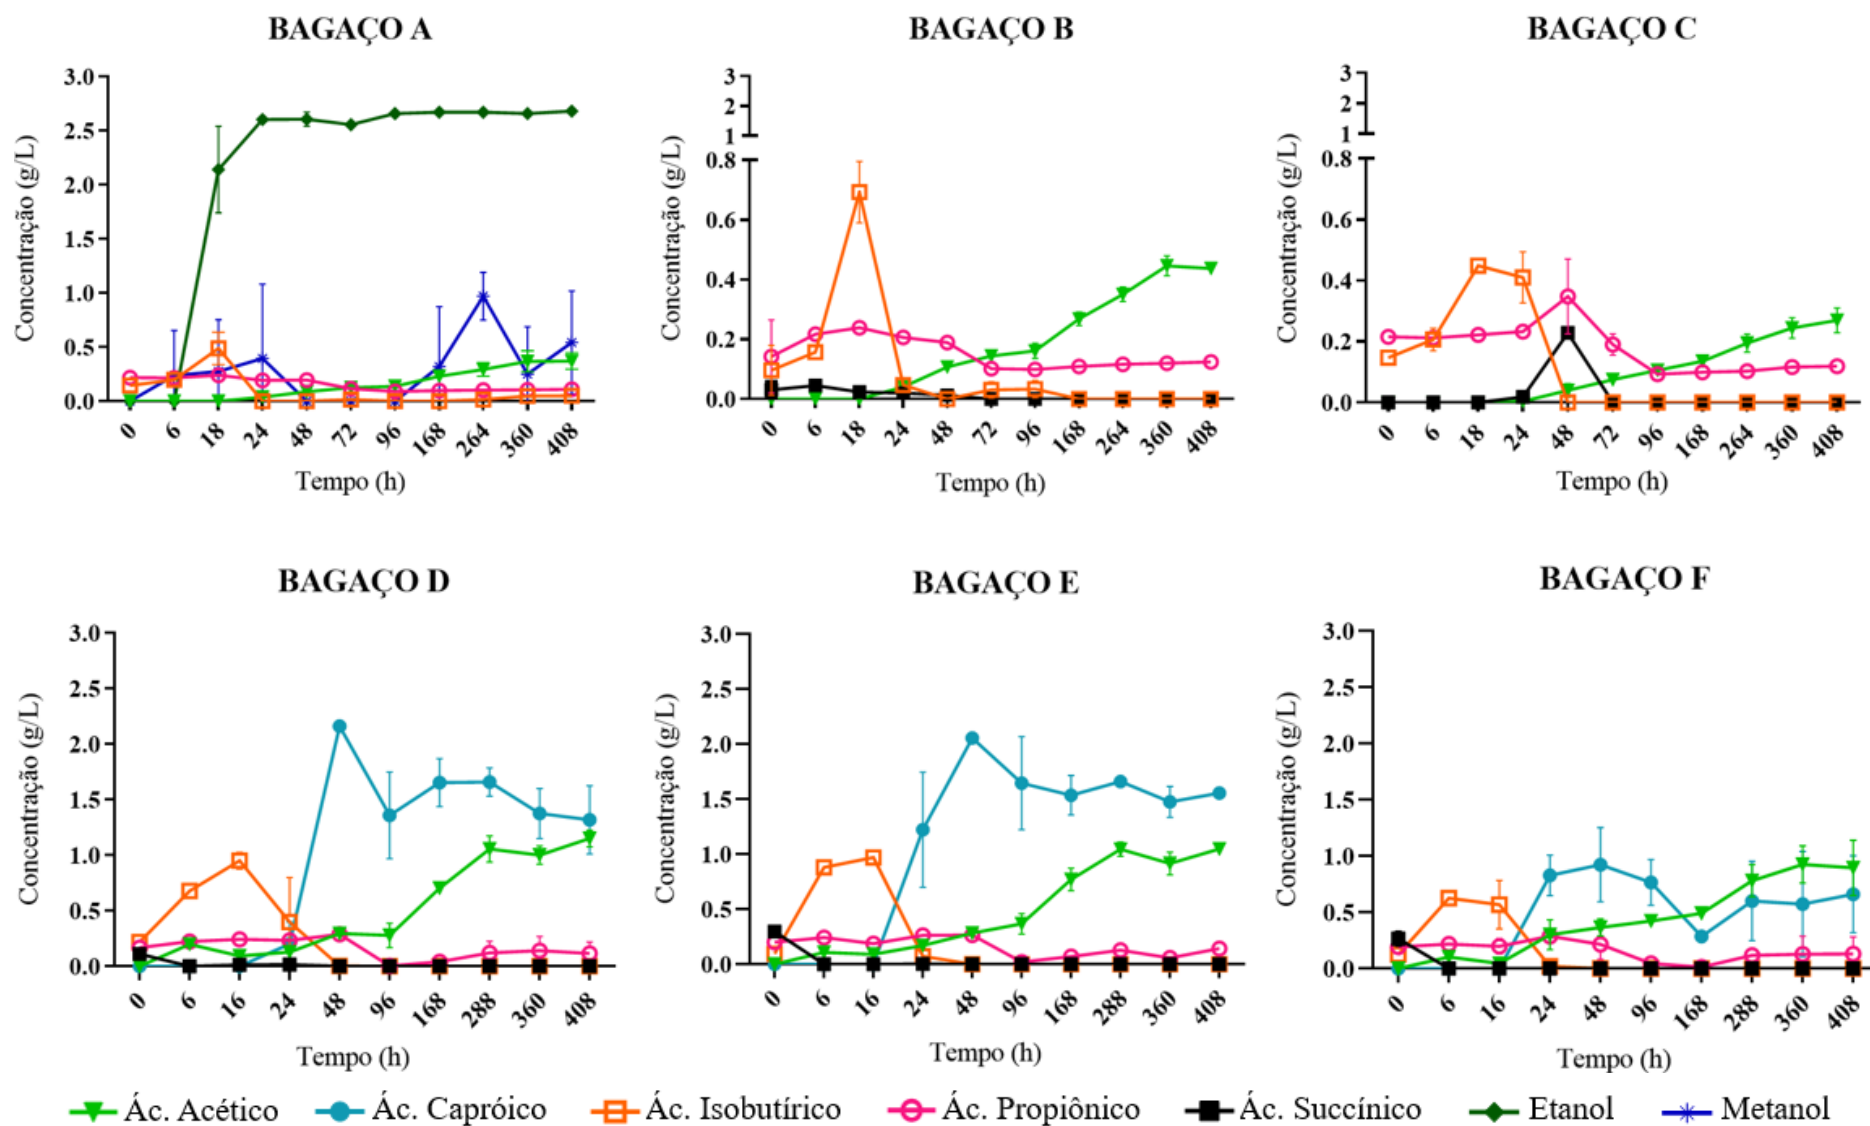 BAGAÇO A
Concentração (g/L)
3.0
2.5
2.0
1.5
1.0
0.5
0.0
0 6 18 24 48 72 96 168 264 360 408
Tempo (h)
BAGAÇO B
Concentração (g/L)
3
2
1
0.8
0.6
0.4
0.2
0.0
0 6 18 24 48 72 96 168 264 360 408
Tempo (h)
BAGAÇO C
Concentração (g/L)
3
2
1
0.8
0.6
0.4
0.2
0.0
0 6 18 24 48 72 96 168 264 360 408
Tempo (h)
BAGAÇO D
Concentração (g/L)
3.0
2.5
2.0
1.5
1.0
0.5
0.0
0 6 16 24 48 96 168 288 360 408
Tempo (h)
BAGAÇO E
Concentração (g/L)
3.0
2.5
2.0
1.5
1.0
0.5
0.0
0 6 16 24 48 96 168 288 360 408
Tempo (h)
BAGAÇO F
Concentração (g/L)
3.0
2.5
2.0
1.5
1.0
0.5
0.0
0 6 16 24 48 96 168 288 360 408
Tempo (h)
Ác. Acético Ác. Capróico Ác. Isobutírico Ác. Propiônico Ác. Succínico Etanol Metanol